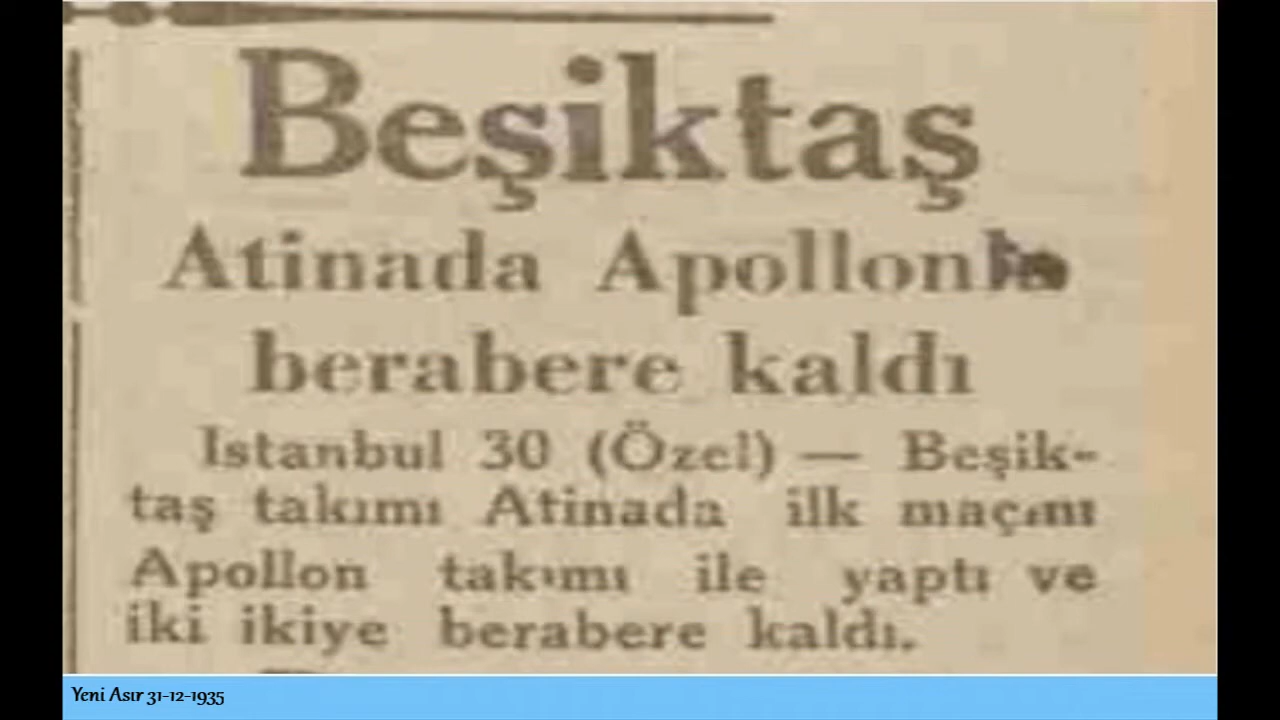 Beşiktaş
Atinada Apollonla
berabere kaldı
Istanbul 30 (Özel) — Beşik-
taş takımı Atinada ilk maçını
Apollon takımı ile yaptı ve
iki ikiye berabere kaldı.
Yeni Asır 31-12-1935